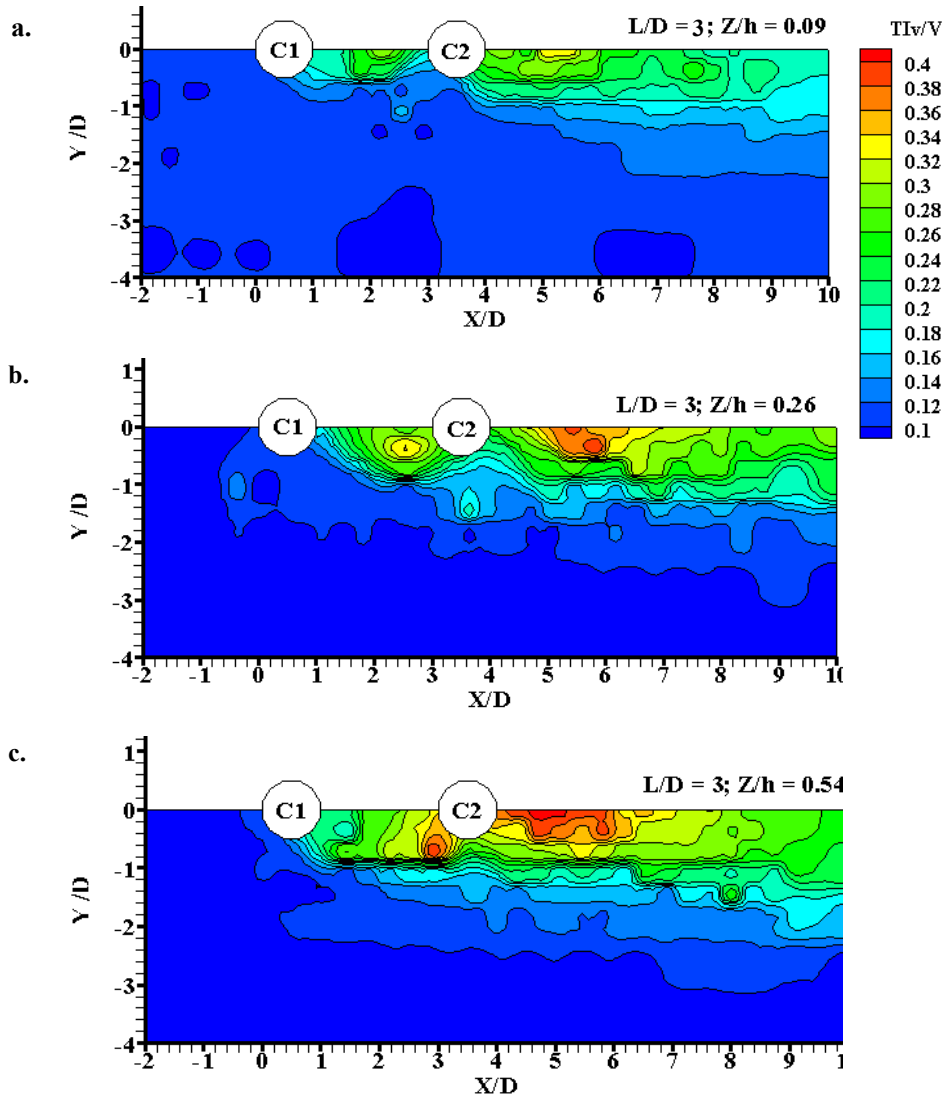 a.
L/D = 3; Z/h = 0.09
TIv/V
C1
C2
0
-1
-2
-3
-4
Y/D
-2 -1 0 1 2 3 4 5 6 7 8 9 10
X/D
0.4
0.38
0.36
0.34
0.32
0.3
0.28
0.26
0.24
0.22
0.2
0.18
0.16
0.14
0.12
0.1
b.
L/D = 3; Z/h = 0.26
C1
C2
1
0
-1
-2
-3
-4
Y/D
-2 -1 0 1 2 3 4 5 6 7 8 9 10
X/D
c.
L/D = 3; Z/h = 0.54
C1
C2
1
0
-1
-2
-3
-4
Y/D
-2 -1 0 1 2 3 4 5 6 7 8 9
X/D